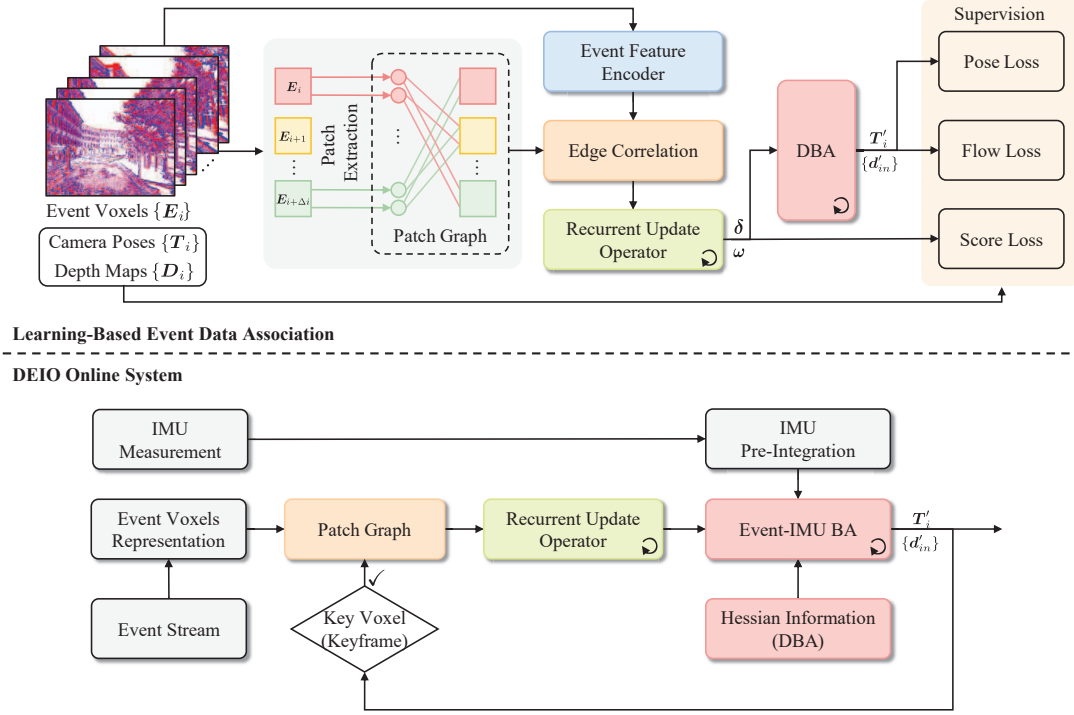 Supervision
Event Feature
Encoder
Pose Loss
E_i
E_{i+1}
⋮
E_{i+Δi}
Patch
Extraction
⋮
⋮
Patch Graph
Edge Correlation
DBA
T'_i
{d'_{in}}
Flow Loss
Event Voxels {E_i}
Camera Poses {T_i}
Depth Maps {D_i}
Recurrent Update
Operator
δ
ω
Score Loss
Learning-Based Event Data Association
DEIO Online System
IMU
Measurement
IMU
Pre-Integration
Event Voxels
Representation
Patch Graph
Recurrent Update
Operator
Event-IMU BA
T'_i
{d'_{in}}
✓
Event Stream
Key Voxel
(Keyframe)
Hessian Information
(DBA)